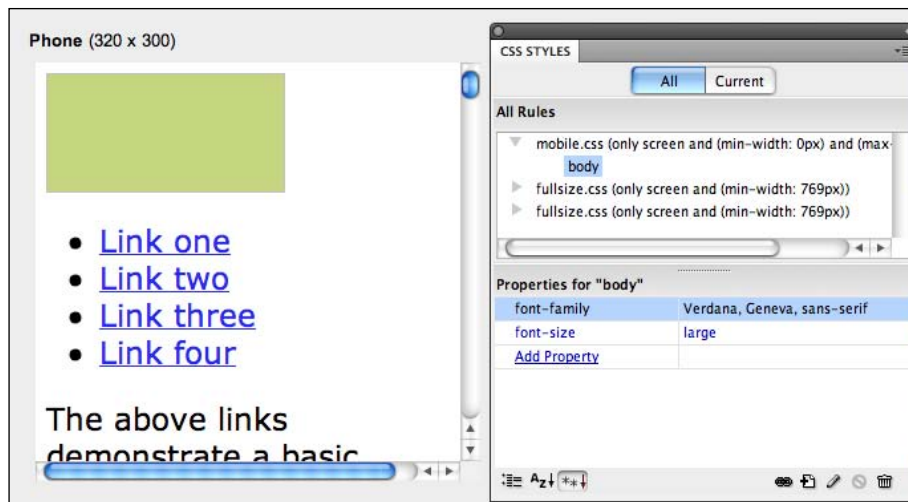 Phone (320 x 300)
Link one
Link two
Link three
Link four
The above links
demonstrate a basic
CSS STYLES
All Current
All Rules
mobile.css (only screen and (min-width: 0px) and (max-
body
fullsize.css (only screen and (min-width: 769px))
fullsize.css (only screen and (min-width: 769px))
Properties for "body"
font-family Verdana, Geneva, sans-serif
font-size large
Add Property
Az↓ **↓